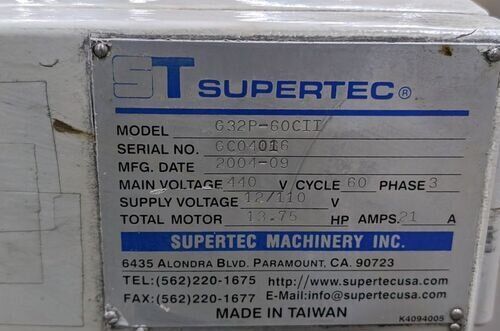 ST SUPERTEC®
MODEL G32P-60CII
SERIAL NO. GC04016
MFG. DATE 2004-09
MAIN VOLTAGE 440 V CYCLE 60 PHASE 3
SUPPLY VOLTAGE 12/110 V
TOTAL MOTOR 13.75 HP AMPS. 21 A
SUPERTEC MACHINERY INC.
6435 ALONDRA BLVD. PARAMOUNT, CA. 90723
TEL:(562)220-1675 http://www.supertecusa.com
FAX:(562)220-1677 E-Mail:info@supertecusa.com
MADE IN TAIWAN K4094005